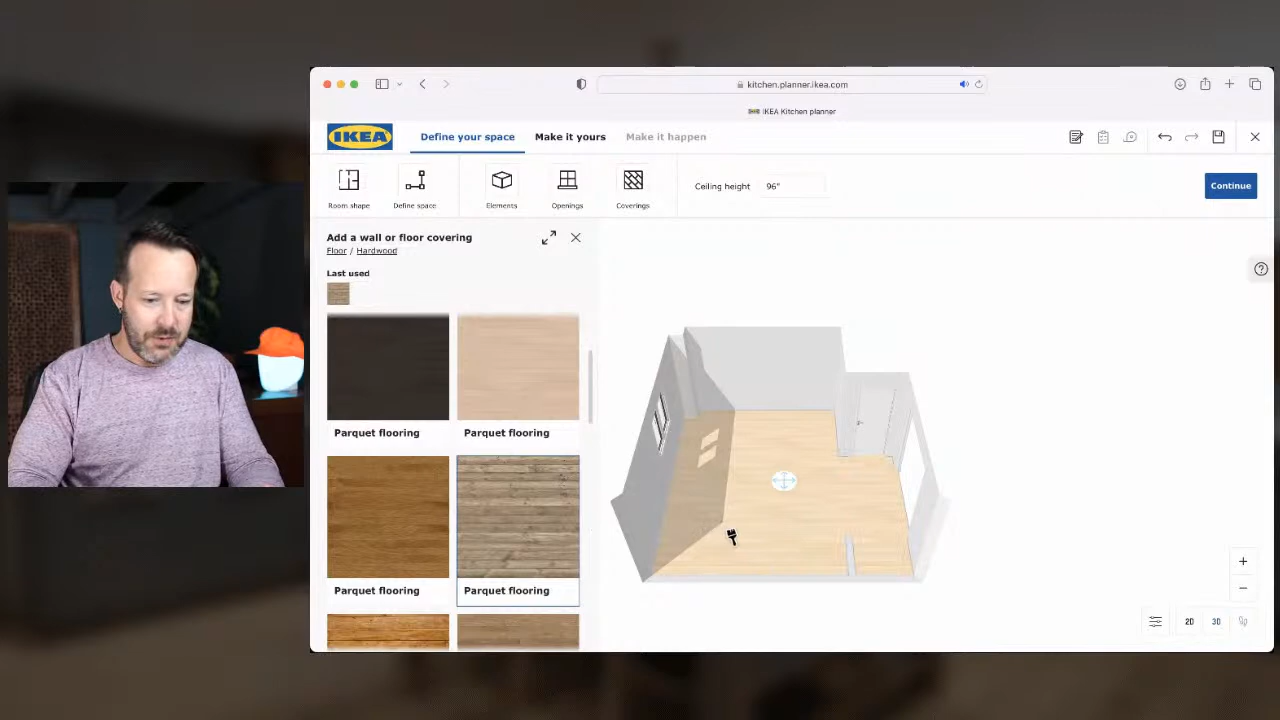 kitchen.planner.ikea.com
IKEA IKEA Kitchen planner
IKEA
Define your space
Make it yours
Make it happen
Room shape
Define space
Elements
Openings
Coverings
Ceiling height
96"
Continue
Add a wall or floor covering
Floor / Hardwood
Last used
Parquet flooring
Parquet flooring
Parquet flooring
Parquet flooring
2D
3D